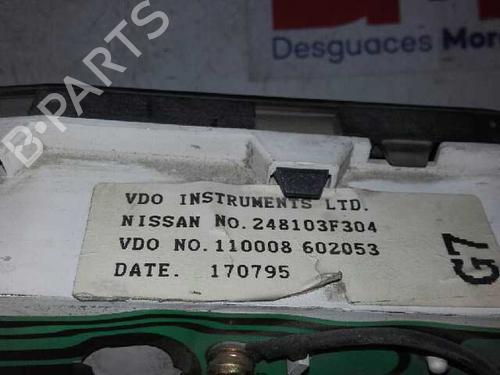 Desguaces Mor
B-PARTS
VDO INSTRUMENTS LTD.
NISSAN NO.248103F304
VDO NO.110008 602053
DATE. 170795
G7